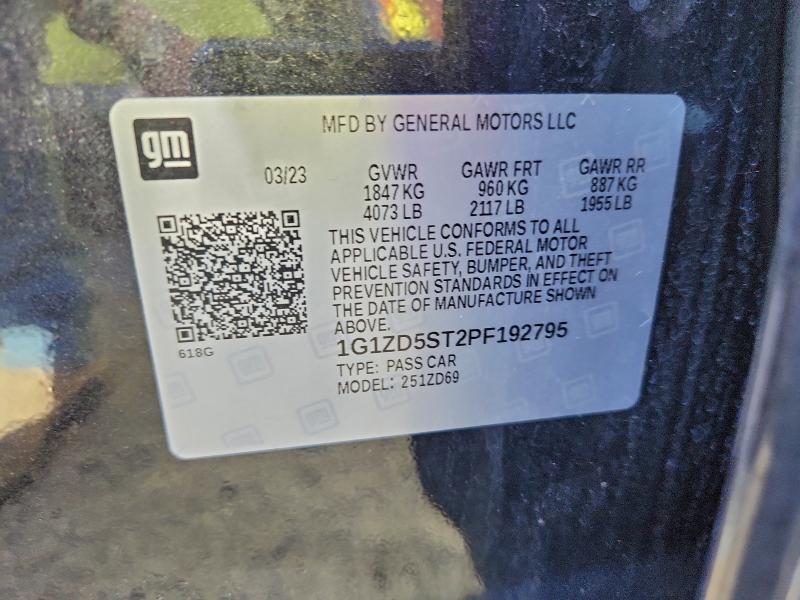 gm
MFD BY GENERAL MOTORS LLC
03/23 GVWR GAWR FRT GAWR RR
1847 KG 960 KG 887 KG
4073 LB 2117 LB 1955 LB
THIS VEHICLE CONFORMS TO ALL
APPLICABLE U.S. FEDERAL MOTOR
VEHICLE SAFETY, BUMPER, AND THEFT
PREVENTION STANDARDS IN EFFECT ON
THE DATE OF MANUFACTURE SHOWN
ABOVE.
618G
1G1ZD5ST2PF192795
TYPE: PASS CAR
MODEL: 251ZD69